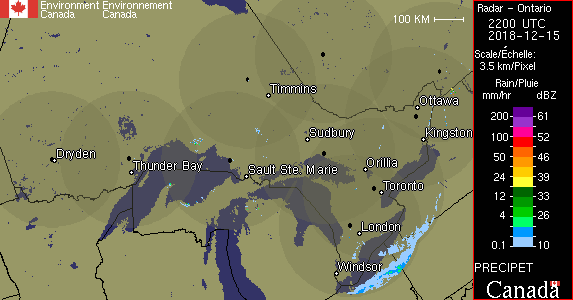 Environment Environnement
Canada Canada
100 KM
Timmins
Ottawa
Sudbury
Kingston
Dryden
Thunder Bay
Sault Ste. Marie
Orillia
Toronto
London
Windsor
Radar - Ontario
2200 UTC
2018-12-15
Scale/Échelle:
3.5 km/Pixel
Rain/Pluie
mm/hr dBZ
200 61
100 52
50 46
24 39
12 33
4 26
0.1 10
PRECIPET
Canada